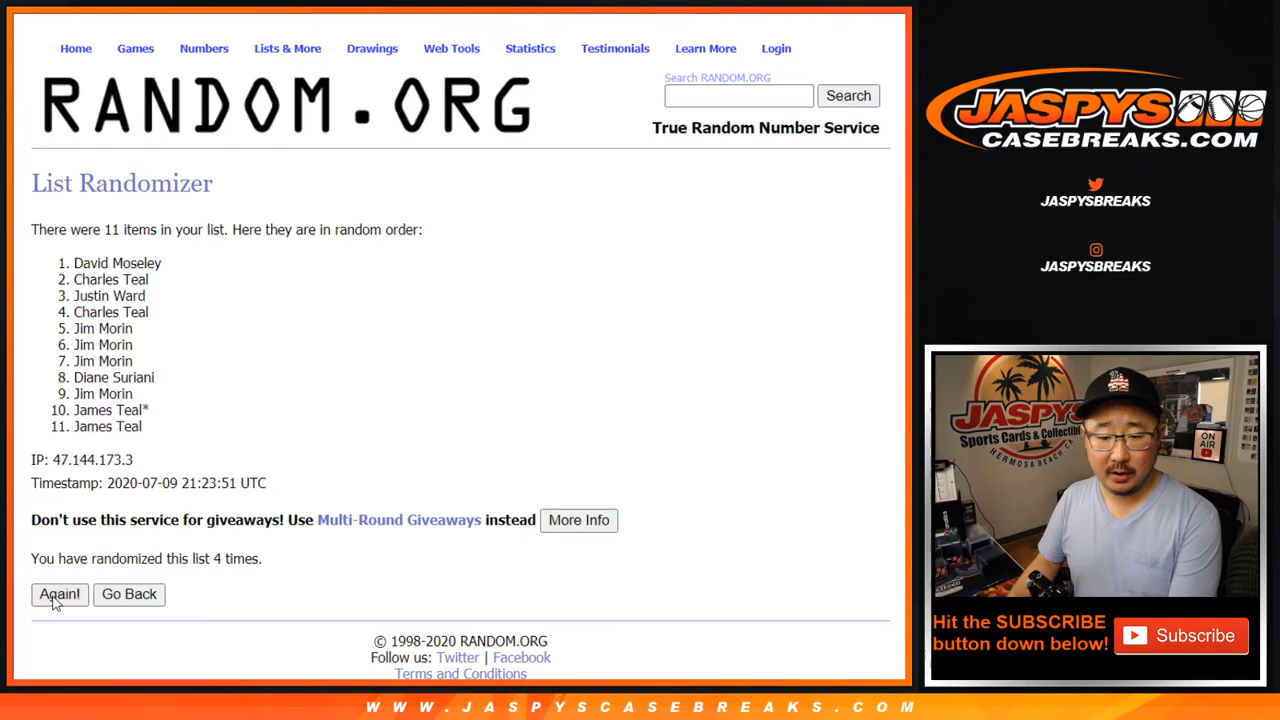 Home Games Numbers Lists & More Drawings Web Tools Statistics Testimonials Learn More Login
RANDOM.ORG
Search RANDOM.ORG
Search
True Random Number Service
List Randomizer
There were 11 items in your list. Here they are in random order:
1. David Moseley
2. Charles Teal
3. Justin Ward
4. Charles Teal
5. Jim Morin
6. Jim Morin
7. Jim Morin
8. Diane Suriani
9. Jim Morin
10. James Teal*
11. James Teal
IP: 47.144.173.3
Timestamp: 2020-07-09 21:23:51 UTC
Don't use this service for giveaways! Use Multi-Round Giveaways instead More Info
You have randomized this list 4 times.
Again! Go Back
© 1998-2020 RANDOM.ORG
Follow us: Twitter | Facebook
Terms and Conditions
JASPYS
CASEBREAKS.COM
JASPYSBREAKS
JASPYSBREAKS
JASPYS
Sports Cards & Collectibl
HERMOSA BEACH, CA
ON AIR
Hit the SUBSCRIBE
button down below!
Subscribe
WWW.JASPYSCASEBREAKS.COM